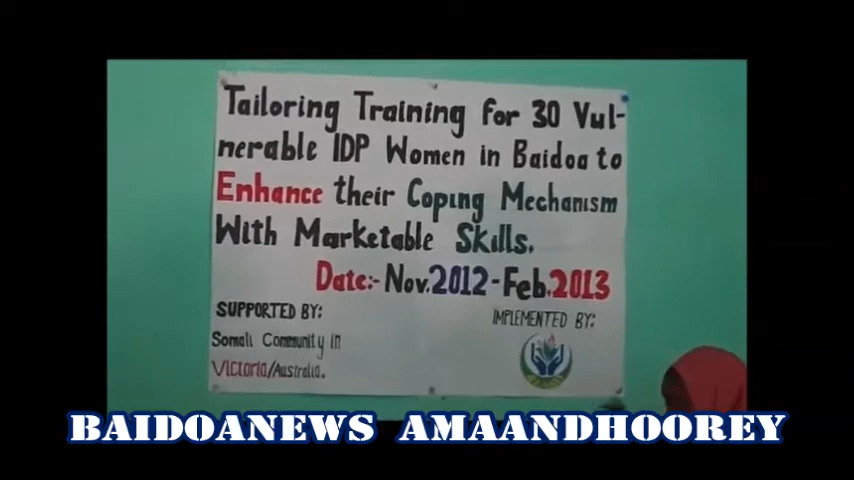 Tailoring Training for 30 Vul-
nerable IDP Women in Baidoa to
Enhance their Coping Mechanism
With Marketable Skills.
Date:- Nov.2012-Feb.2013
SUPPORTED BY:
Somali Community in
Victoria/Australia.
IMPLEMENTED BY:
BAIDOANEWS AMAANDHOOREY